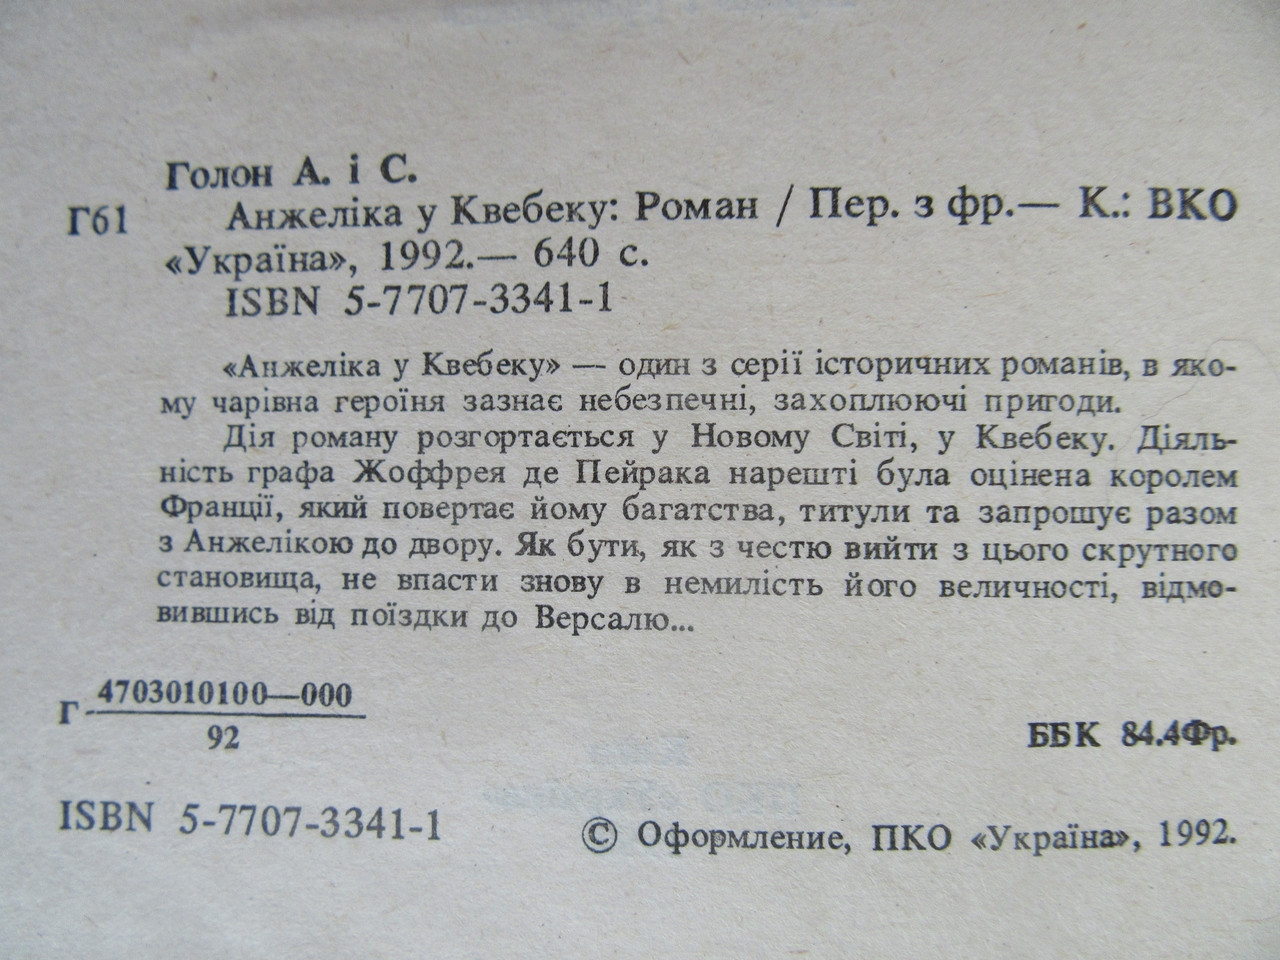 Голон А. і С.
Г61 Анжеліка у Квебеку: Роман / Пер. з фр.— К.: ВКО
«Україна», 1992.— 640 с.
ISBN 5-7707-3341-1
«Анжеліка у Квебеку» — один з серії історичних романів, в яко-
му чарівна героїня зазнає небезпечні, захоплюючі пригоди.
Дія роману розгортається у Новому Світі, у Квебеку. Діяль-
ність графа Жоффрея де Пейрака нарешті була оцінена королем
Франції, який повертає йому багатства, титули та запрошує разом
з Анжелікою до двору. Як бути, як з честю вийти з цього скрутного
становища, не впасти знову в немилість його величності, відмо-
вившись від поїздки до Версалю...
Г 4703010100—000
92
ББК 84.4Фр.
ISBN 5-7707-3341-1
© Оформление, ПКО «Україна», 1992.